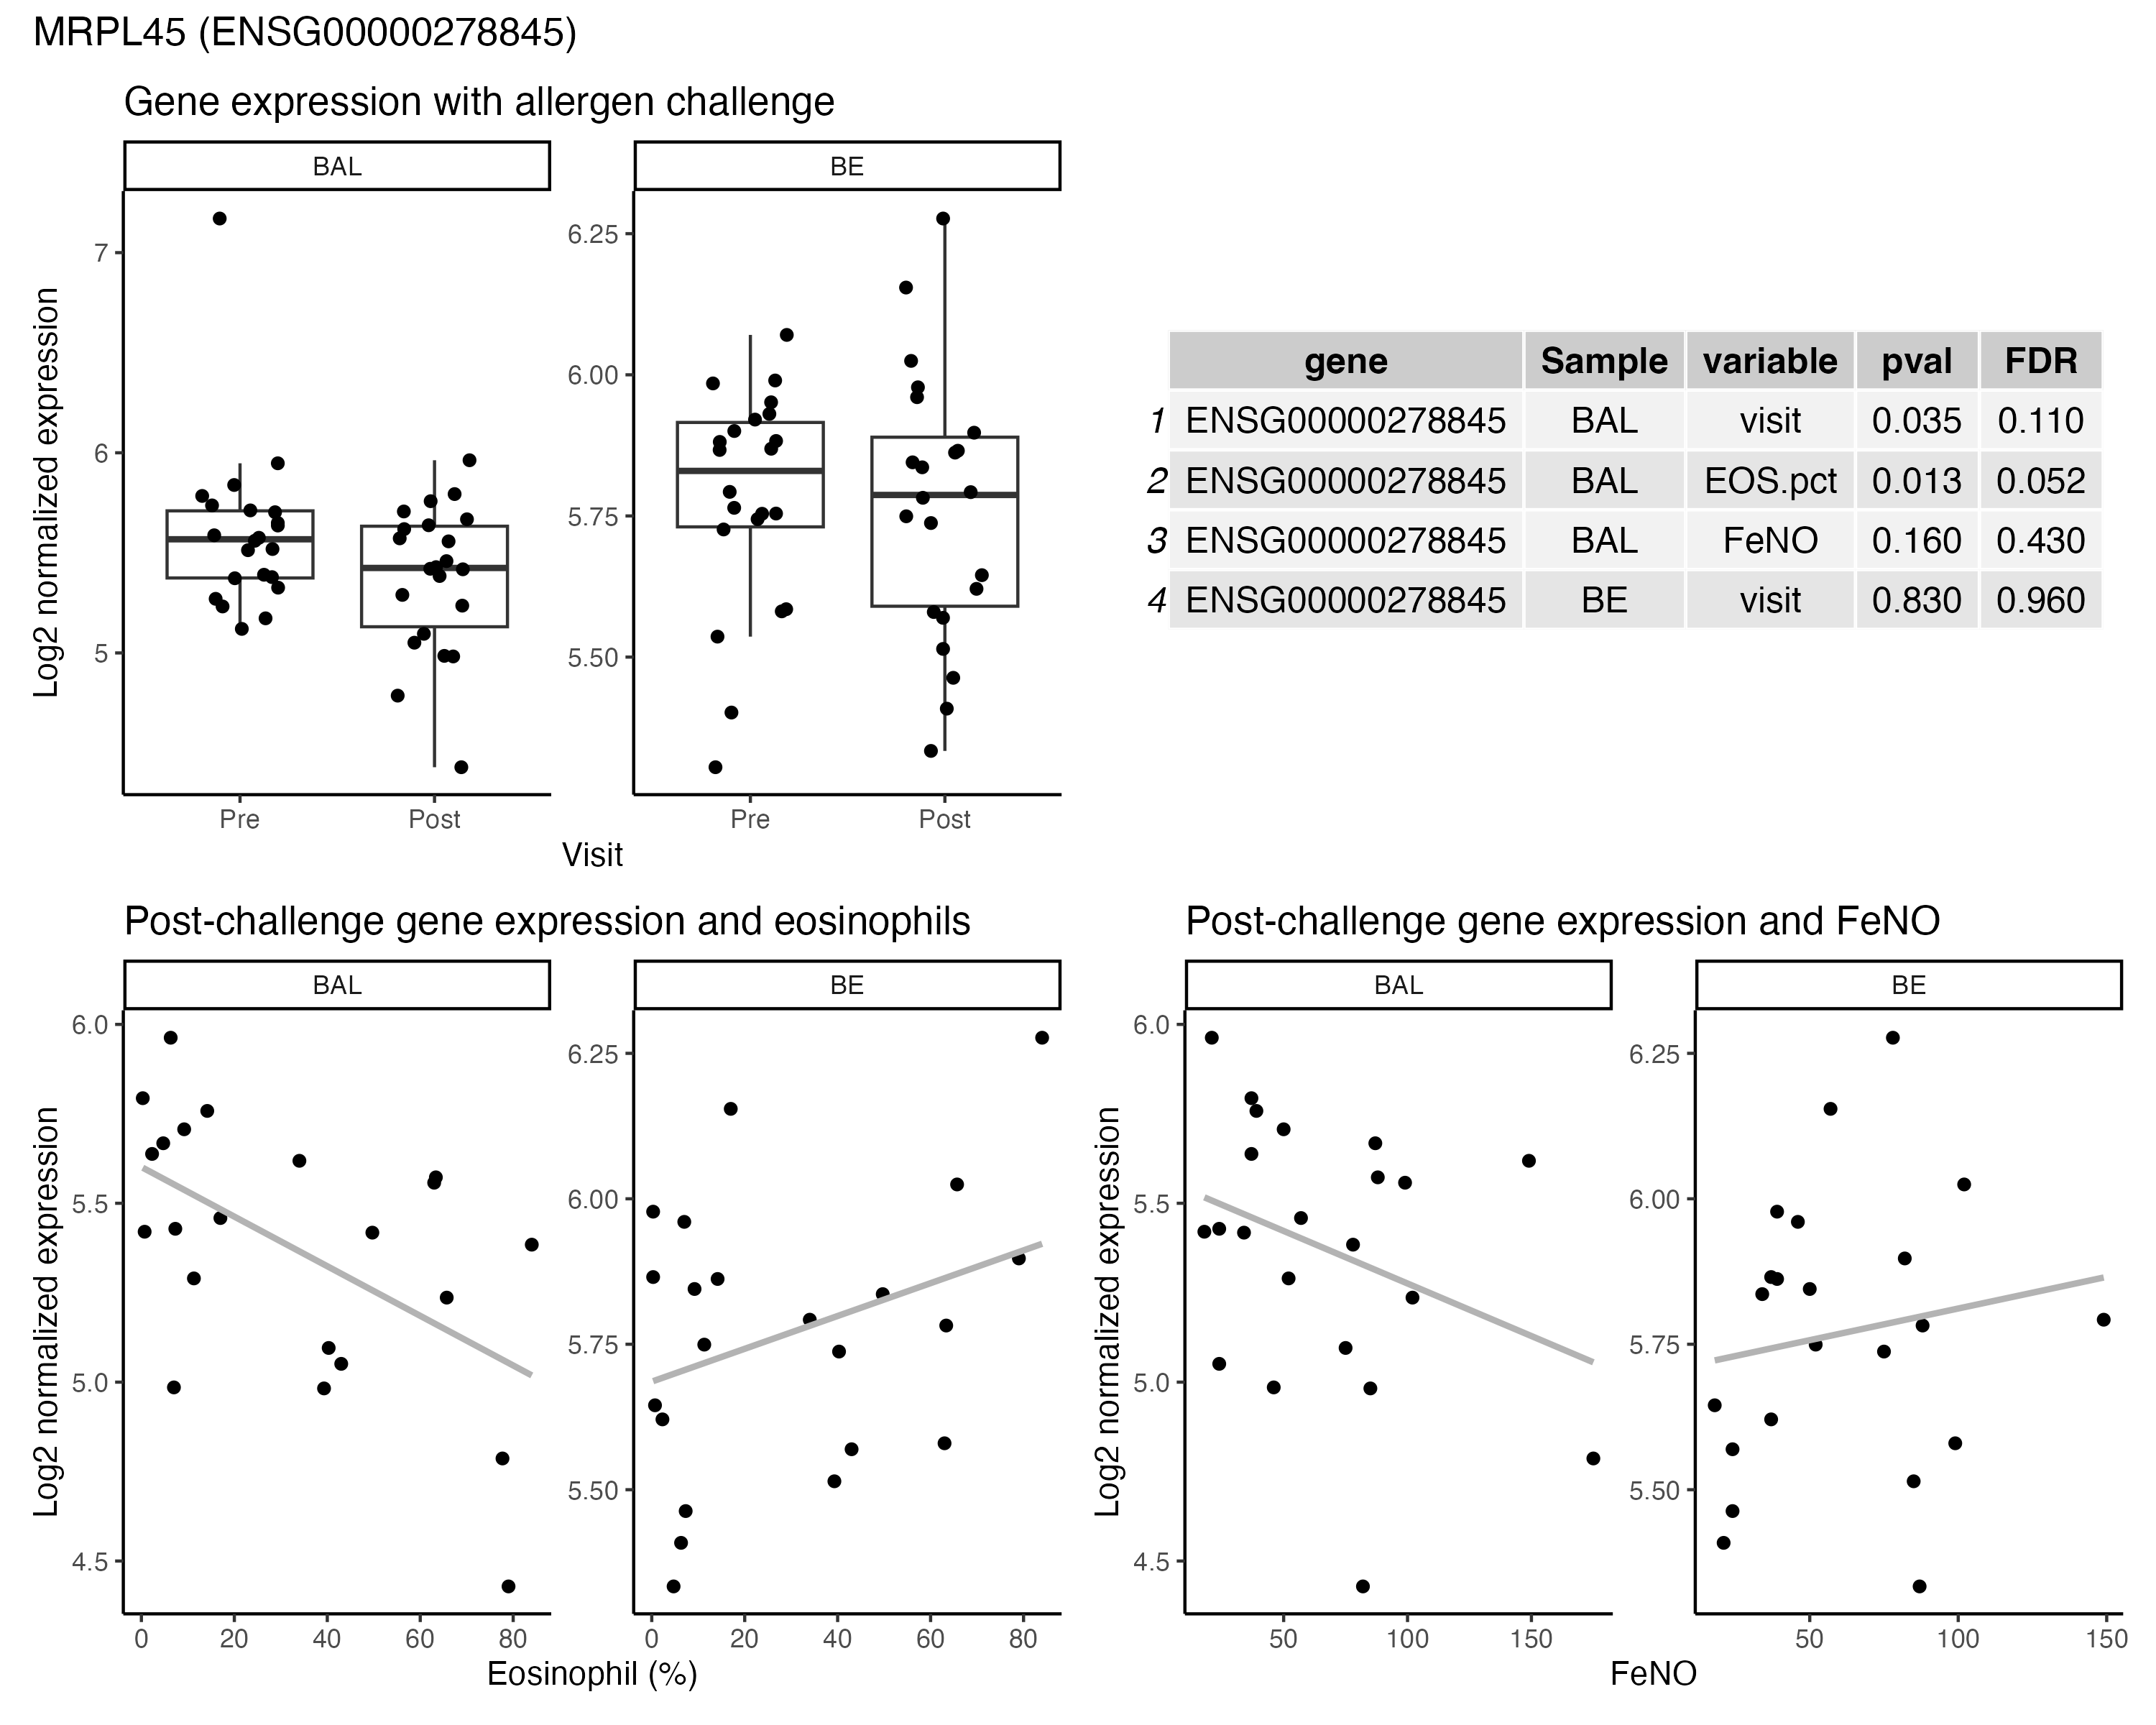 MRPL45 (ENSG00000278845)
Gene expression with allergen challenge
BAL
BE
Log2 normalized expression
7
6
5
6.25
6.00
5.75
5.50
Pre
Post
Pre
Post
Visit
gene Sample variable pval FDR
1 ENSG00000278845 BAL visit 0.035 0.110
2 ENSG00000278845 BAL EOS.pct 0.013 0.052
3 ENSG00000278845 BAL FeNO 0.160 0.430
4 ENSG00000278845 BE visit 0.830 0.960
Post-challenge gene expression and eosinophils
BAL
BE
Log2 normalized expression
6.0
5.5
5.0
4.5
6.25
6.00
5.75
5.50
0 20 40 60 80
0 20 40 60 80
Eosinophil (%)
Post-challenge gene expression and FeNO
BAL
BE
Log2 normalized expression
6.0
5.5
5.0
4.5
6.25
6.00
5.75
5.50
50 100 150
50 100 150
FeNO